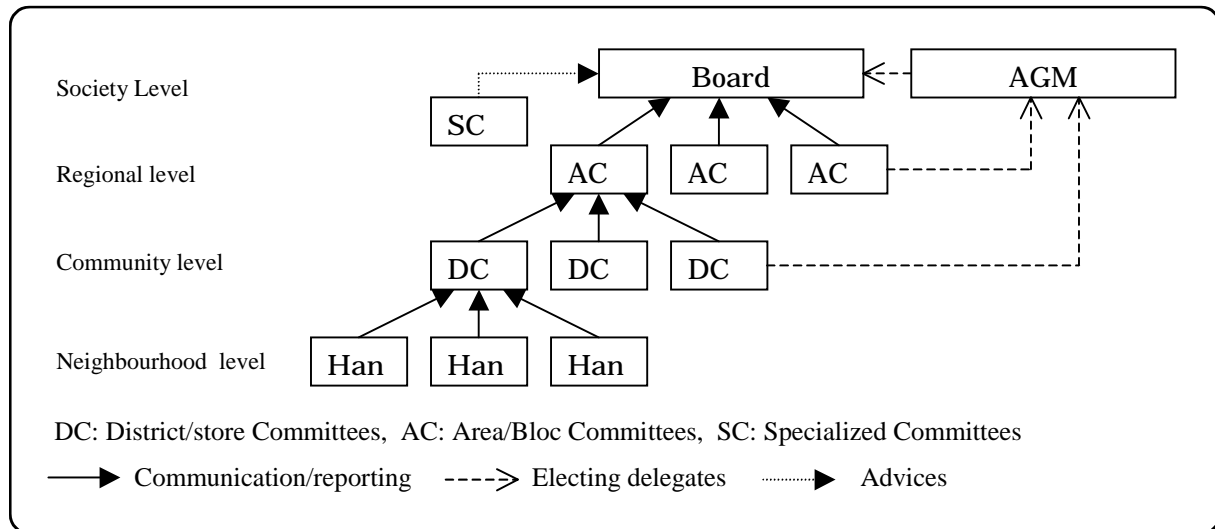 Board
AGM
Society Level
SC
Regional level
AC
AC
AC
Community level
DC
DC
DC
Neighbourhood level
Han
Han
Han
DC: District/store Committees, AC: Area/Bloc Committees, SC: Specialized Committees
Communication/reporting
Electing delegates
Advices